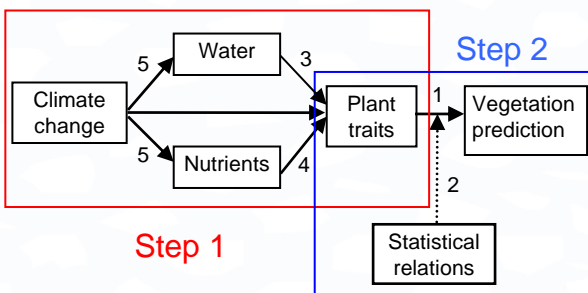 Water
5
3
Step 2
Climate
change
Plant
traits
1
Vegetation
prediction
5
Nutrients
4
2
Step 1
Statistical
relations